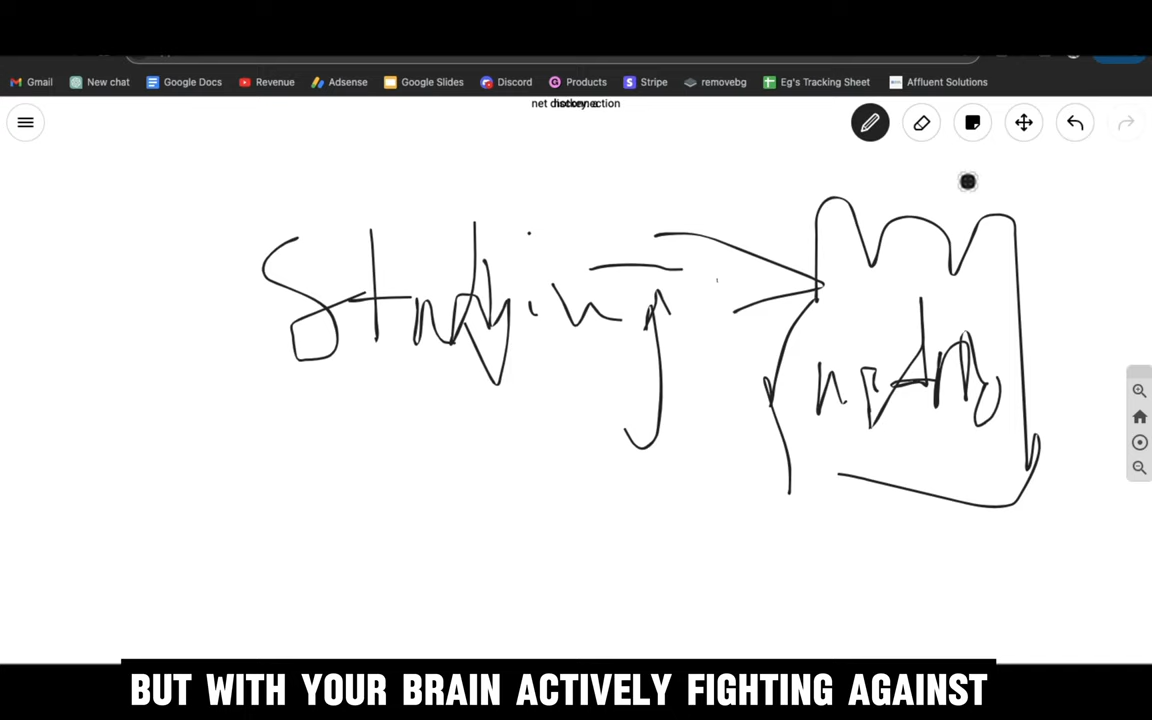 Gmail New chat Google Docs Revenue Adsense Google Slides Discord Products Stripe removebg Eg's Tracking Sheet Affluent Solutions
Studying
BUT WITH YOUR BRAIN ACTIVELY FIGHTING AGAINST